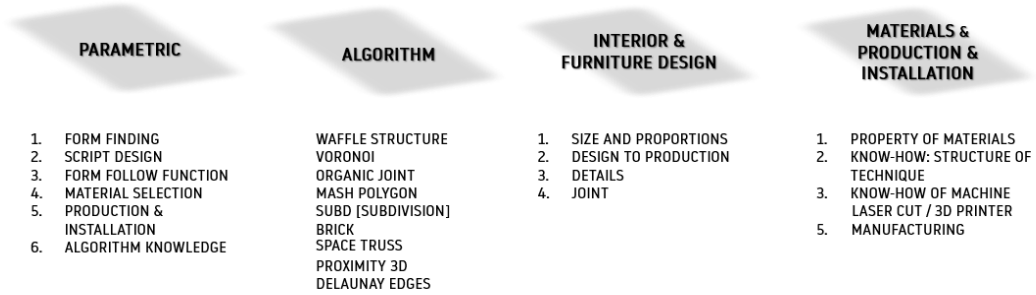 PARAMETRIC
1. FORM FINDING
2. SCRIPT DESIGN
3. FORM FOLLOW FUNCTION
4. MATERIAL SELECTION
5. PRODUCTION &
INSTALLATION
6. ALGORITHM KNOWLEDGE
ALGORITHM
WAFFLE STRUCTURE
VORONOI
ORGANIC JOINT
MASH POLYGON
SUBD [SUBDIVISION]
BRICK
SPACE TRUSS
PROXIMITY 3D
DELAUNAY EDGES
INTERIOR &
FURNITURE DESIGN
1. SIZE AND PROPORTIONS
2. DESIGN TO PRODUCTION
3. DETAILS
4. JOINT
MATERIALS &
PRODUCTION &
INSTALLATION
1. PROPERTY OF MATERIALS
2. KNOW-HOW: STRUCTURE OF
TECHNIQUE
3. KNOW-HOW OF MACHINE
LASER CUT / 3D PRINTER
5. MANUFACTURING